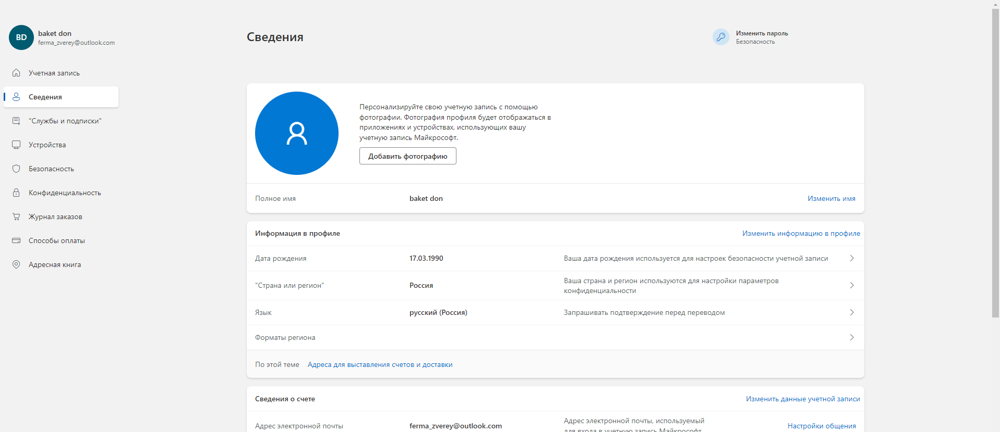 BD
baket don
ferma_zverey@outlook.com
Учетная запись
Сведения
"Службы и подписки"
Устройства
Безопасность
Конфиденциальность
Журнал заказов
Способы оплаты
Адресная книга
Сведения
Изменить пароль
Безопасность
Персонализируйте свою учетную запись с помощью
фотографии. Фотография профиля будет отображаться в
приложениях и устройствах, использующих вашу
учетную запись Майкрософт.
Добавить фотографию
Полное имя baket don Изменить имя
Информация в профиле Изменить информацию в профиле
Дата рождения 17.03.1990 Ваша дата рождения используется для настроек безопасности учетной записи
"Страна или регион" Россия Ваша страна и регион используются для настройки параметров
конфиденциальности
Язык русский (Россия) Запрашивать подтверждение перед переводом
Форматы региона
По этой теме Адреса для выставления счетов и доставки
Сведения о счете Изменить данные учетной записи
Адрес электронной почты ferma_zverey@outlook.com Адрес электронной почты, используемый Настройки общения
для входа в учетную запись Майкрософт.